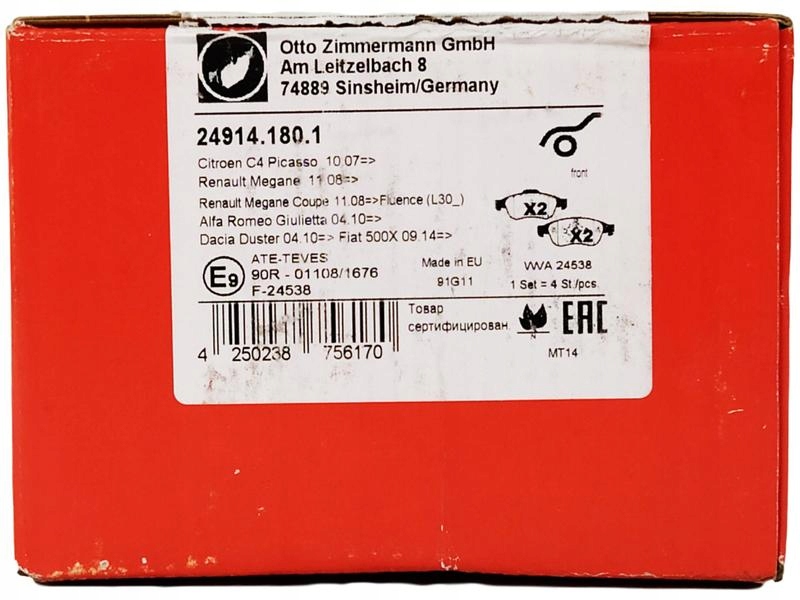 Otto Zimmermann GmbH
Am Leitzelbach 8
74889 Sinsheim/Germany
24914.180.1
Citroen C4 Picasso 10.07=>
Renault Megane 11.08=>
Renault Megane Coupe 11.08=>Fluence (L30_)
Alfa Romeo Giulietta 04.10=>
Dacia Duster 04.10=> Fiat 500X 09.14=>
front
X2
X2
E9
ATE-TEVES
90R - 01108/1676
F-24538
Made in EU
91G11
WVA 24538
1 Set = 4 St./pcs.
Товар
сертифицирован
N
EAC
MT14
4 250238 756170